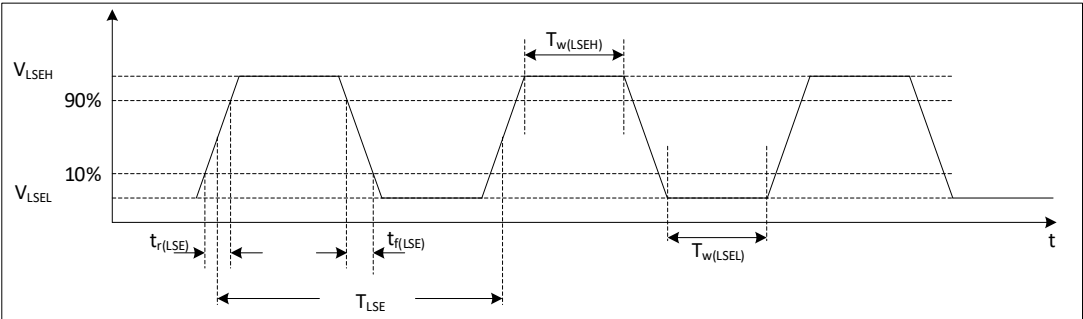 T_w(LSEH)
V_LSEH
90%
10%
V_LSEL
t_r(LSE)
t_f(LSE)
T_w(LSEL)
t
T_LSE